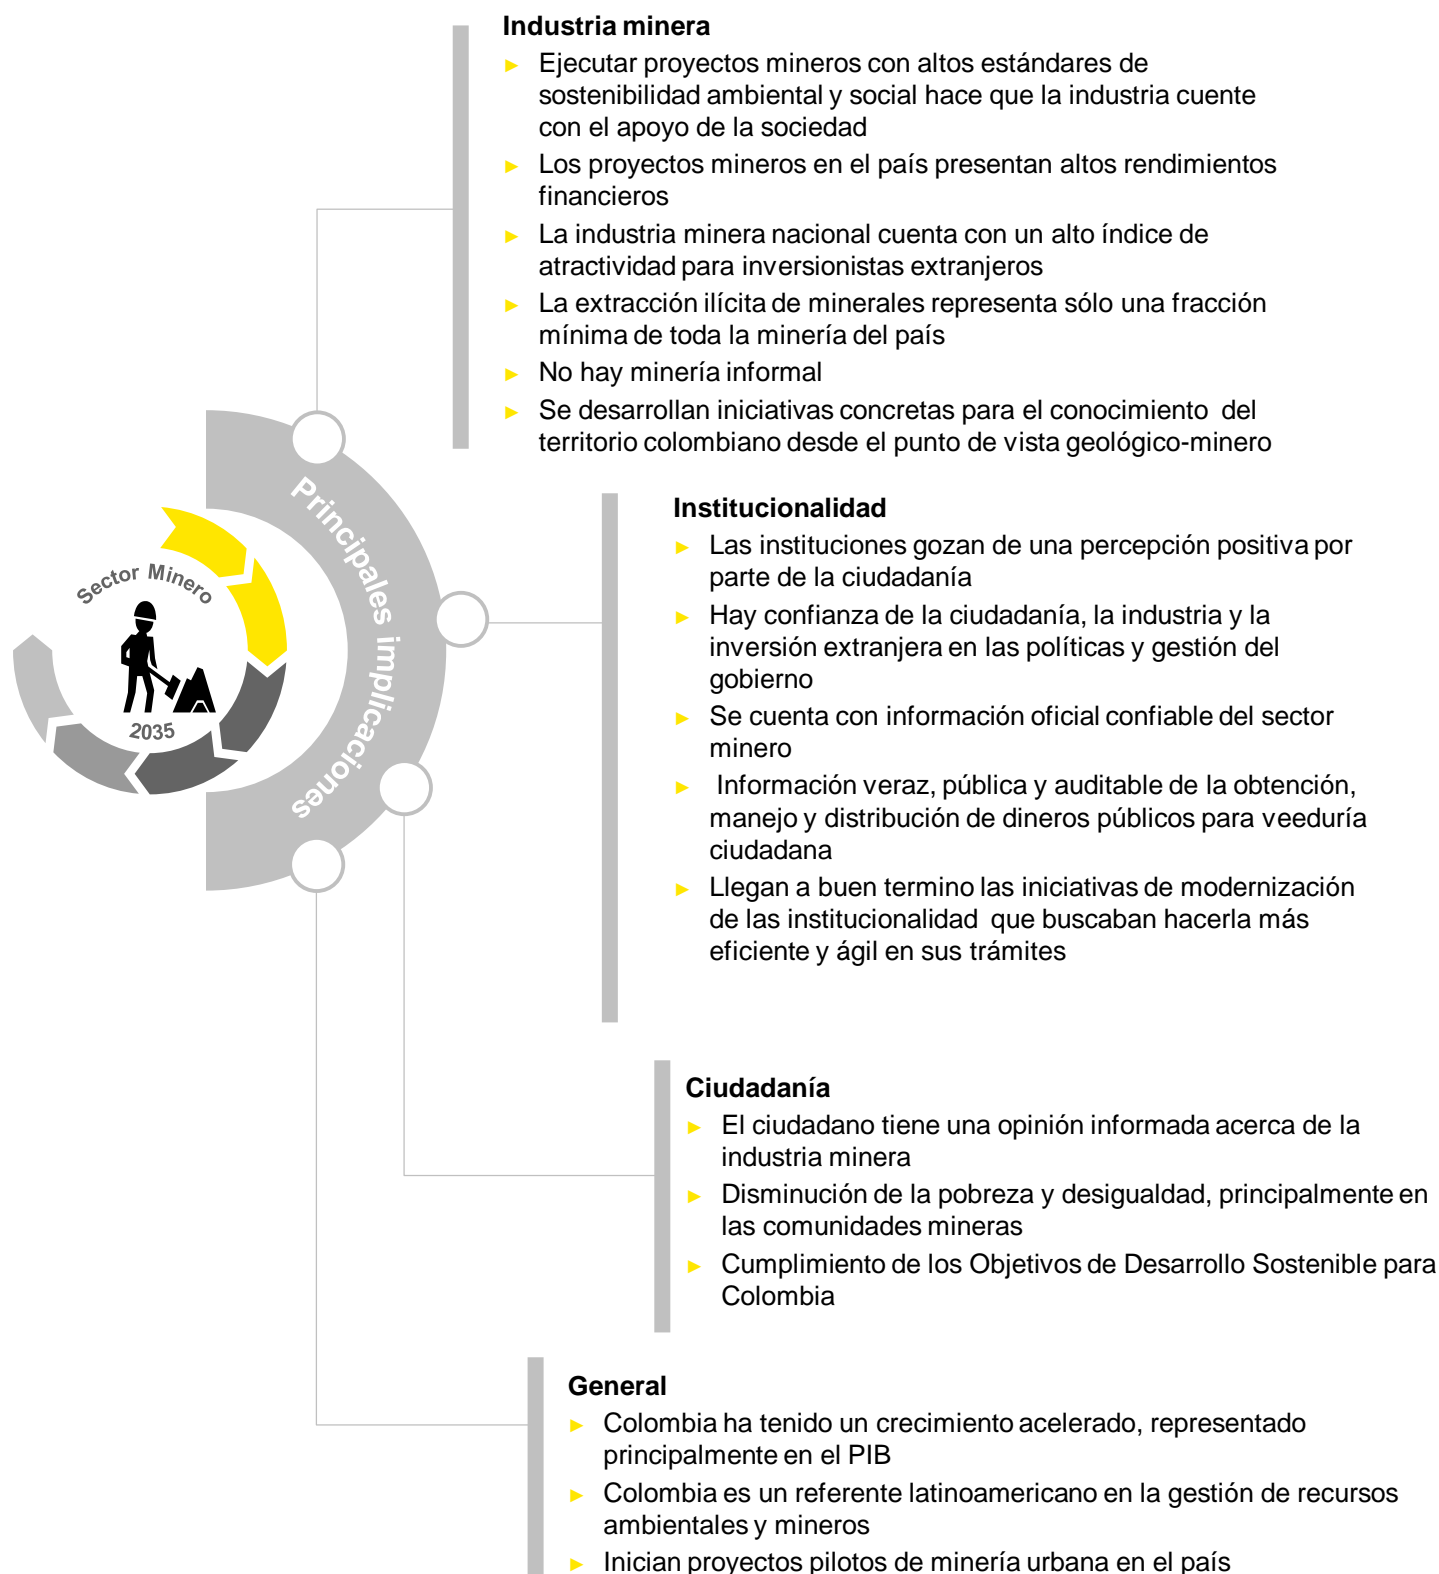 Industria minera
► Ejecutar proyectos mineros con altos estándares de
sostenibilidad ambiental y social hace que la industria cuente
con el apoyo de la sociedad
► Los proyectos mineros en el país presentan altos rendimientos
financieros
► La industria minera nacional cuenta con un alto índice de
atractividad para inversionistas extranjeros
► La extracción ilícita de minerales representa sólo una fracción
mínima de toda la minería del país
► No hay minería informal
► Se desarrollan iniciativas concretas para el conocimiento del
territorio colombiano desde el punto de vista geológico-minero
Principales implicaciones
Sector Minero
2035
Institucionalidad
► Las instituciones gozan de una percepción positiva por
parte de la ciudadanía
► Hay confianza de la ciudadanía, la industria y la
inversión extranjera en las políticas y gestión del
gobierno
► Se cuenta con información oficial confiable del sector
minero
► Información veraz, pública y auditable de la obtención,
manejo y distribución de dineros públicos para veeduría
ciudadana
► Llegan a buen termino las iniciativas de modernización
de las institucionalidad que buscaban hacerla más
eficiente y ágil en sus trámites
Ciudadanía
► El ciudadano tiene una opinión informada acerca de la
industria minera
► Disminución de la pobreza y desigualdad, principalmente en
las comunidades mineras
► Cumplimiento de los Objetivos de Desarrollo Sostenible para
Colombia
General
► Colombia ha tenido un crecimiento acelerado, representado
principalmente en el PIB
► Colombia es un referente latinoamericano en la gestión de recursos
ambientales y mineros
► Inician proyectos pilotos de minería urbana en el país